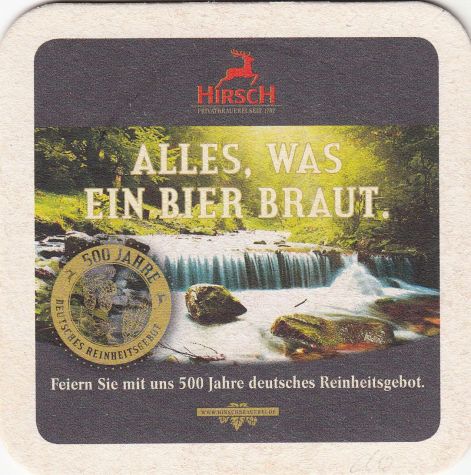 HIRSCH
PRIVATBRAUEREI SEIT 1782
ALLES, WAS
EIN BIER BRAUT.
500 JAHRE
DEUTSCHES REINHEITSGEBOT
Feiern Sie mit uns 500 Jahre deutsches Reinheitsgebot.
WWW.HIRSCHBRAUEREI.DE